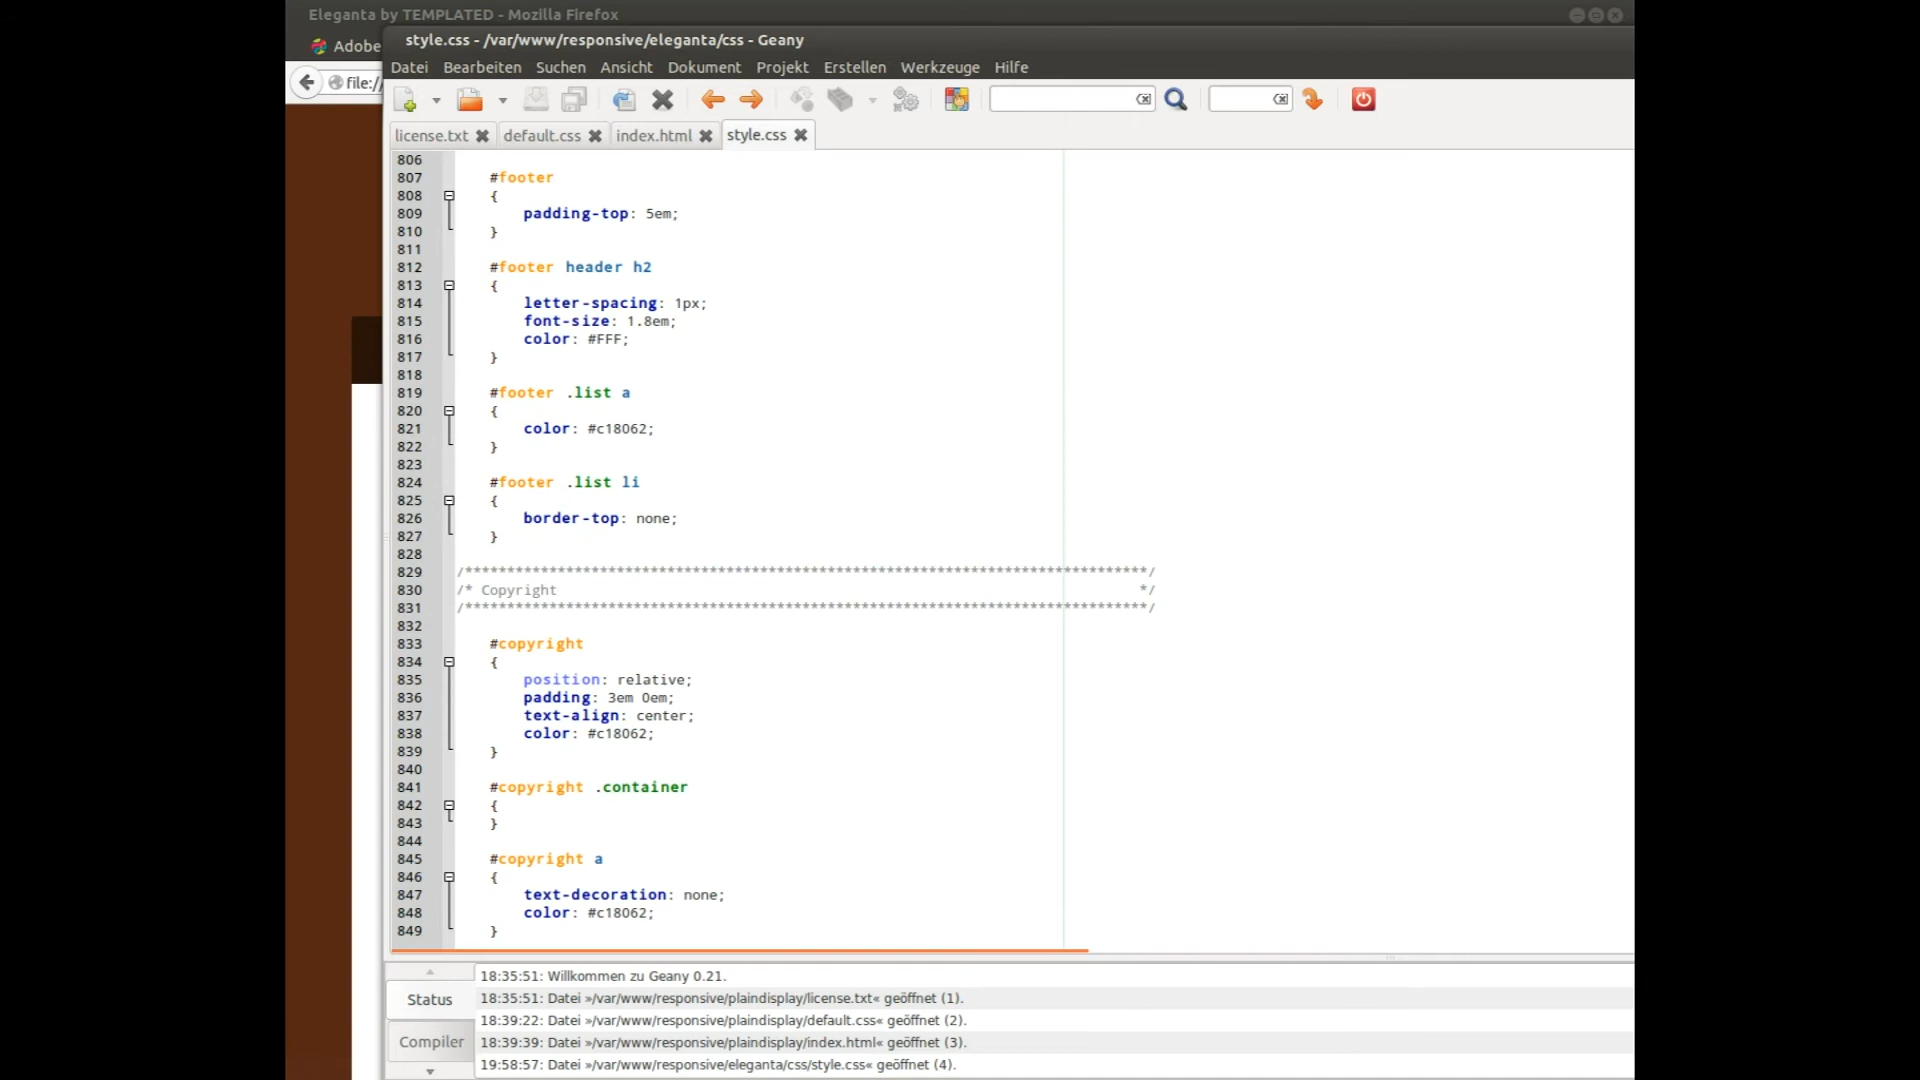 Eleganta by TEMPLATED - Mozilla Firefox
Adobe
style.css - /var/www/responsive/eleganta/css - Geany
file://
Datei Bearbeiten Suchen Ansicht Dokument Projekt Erstellen Werkzeuge Hilfe
license.txt default.css index.html style.css
806
807 #footer
808 {
809 padding-top: 5em;
810 }
811
812 #footer header h2
813 {
814 letter-spacing: 1px;
815 font-size: 1.8em;
816 color: #FFF;
817 }
818
819 #footer .list a
820 {
821 color: #c18062;
822 }
823
824 #footer .list li
825 {
826 border-top: none;
827 }
828
829 /*********************************************************************************/
830 /* Copyright */
831 /*********************************************************************************/
832
833 #copyright
834 {
835 position: relative;
836 padding: 3em 0em;
837 text-align: center;
838 color: #c18062;
839 }
840
841 #copyright .container
842 {
843 }
844
845 #copyright a
846 {
847 text-decoration: none;
848 color: #c18062;
849 }
Status
Compiler
18:35:51: Willkommen zu Geany 0.21.
18:35:51: Datei »/var/www/responsive/plaindisplay/license.txt« geöffnet (1).
18:39:22: Datei »/var/www/responsive/plaindisplay/default.css« geöffnet (2).
18:39:39: Datei »/var/www/responsive/plaindisplay/index.html« geöffnet (3).
19:58:57: Datei »/var/www/responsive/eleganta/css/style.css« geöffnet (4).